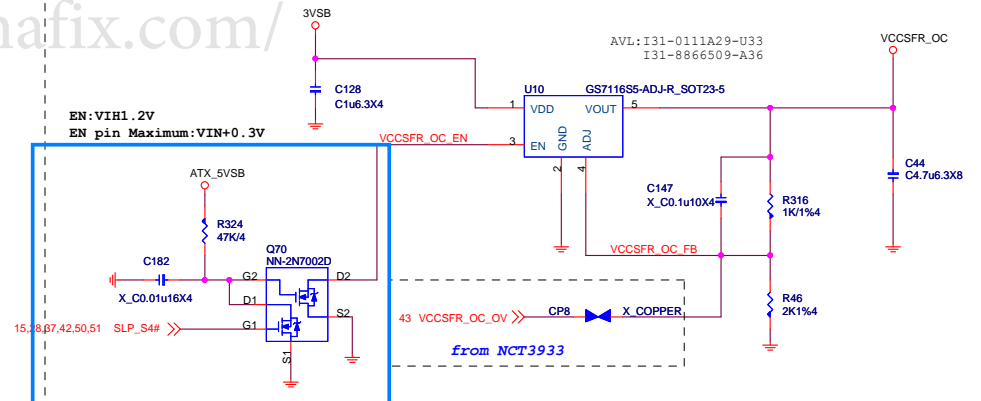 nafix.com/
3VSB
AVL:I31-0111A29-U33
I31-8866509-A36
VCCSFR_OC
C128
C1u6.3X4
U10
GS7116S5-ADJ-R_SOT23-5
1
VDD
VOUT
5
EN:VIH1.2V
EN pin Maximum:VIN+0.3V
VCCSFR_OC_EN
3
EN
GND
ADJ
2
4
C44
C4.7u6.3X8
ATX_5VSB
C147
X_C0.1u10X4
R316
1K/1%4
R324
47K/4
VCCSFR_OC_FB
Q70
NN-2N7002D
C182
X_C0.01u16X4
G2
D2
D1
S2
G1
S1
R46
2K1%4
15,28,37,42,50,51 SLP_S4#
43 VCCSFR_OC_OV
CP8
X_COPPER
from NCT3933